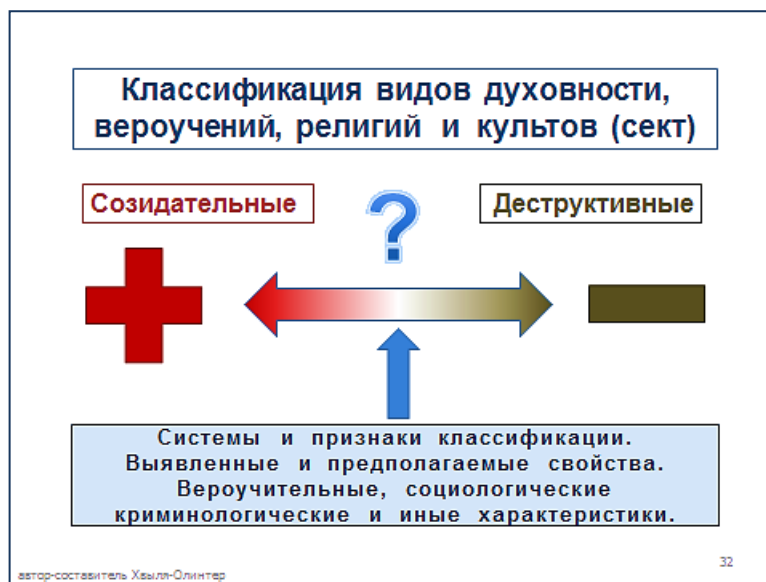 Классификация видов духовности,
вероучений, религий и культов (сект)
Созидательные
?
Деструктивные
Системы и признаки классификации.
Выявленные и предполагаемые свойства.
Вероучительные, социологические
криминологические и иные характеристики.
32
автор-составитель Хвыля-Олинтер